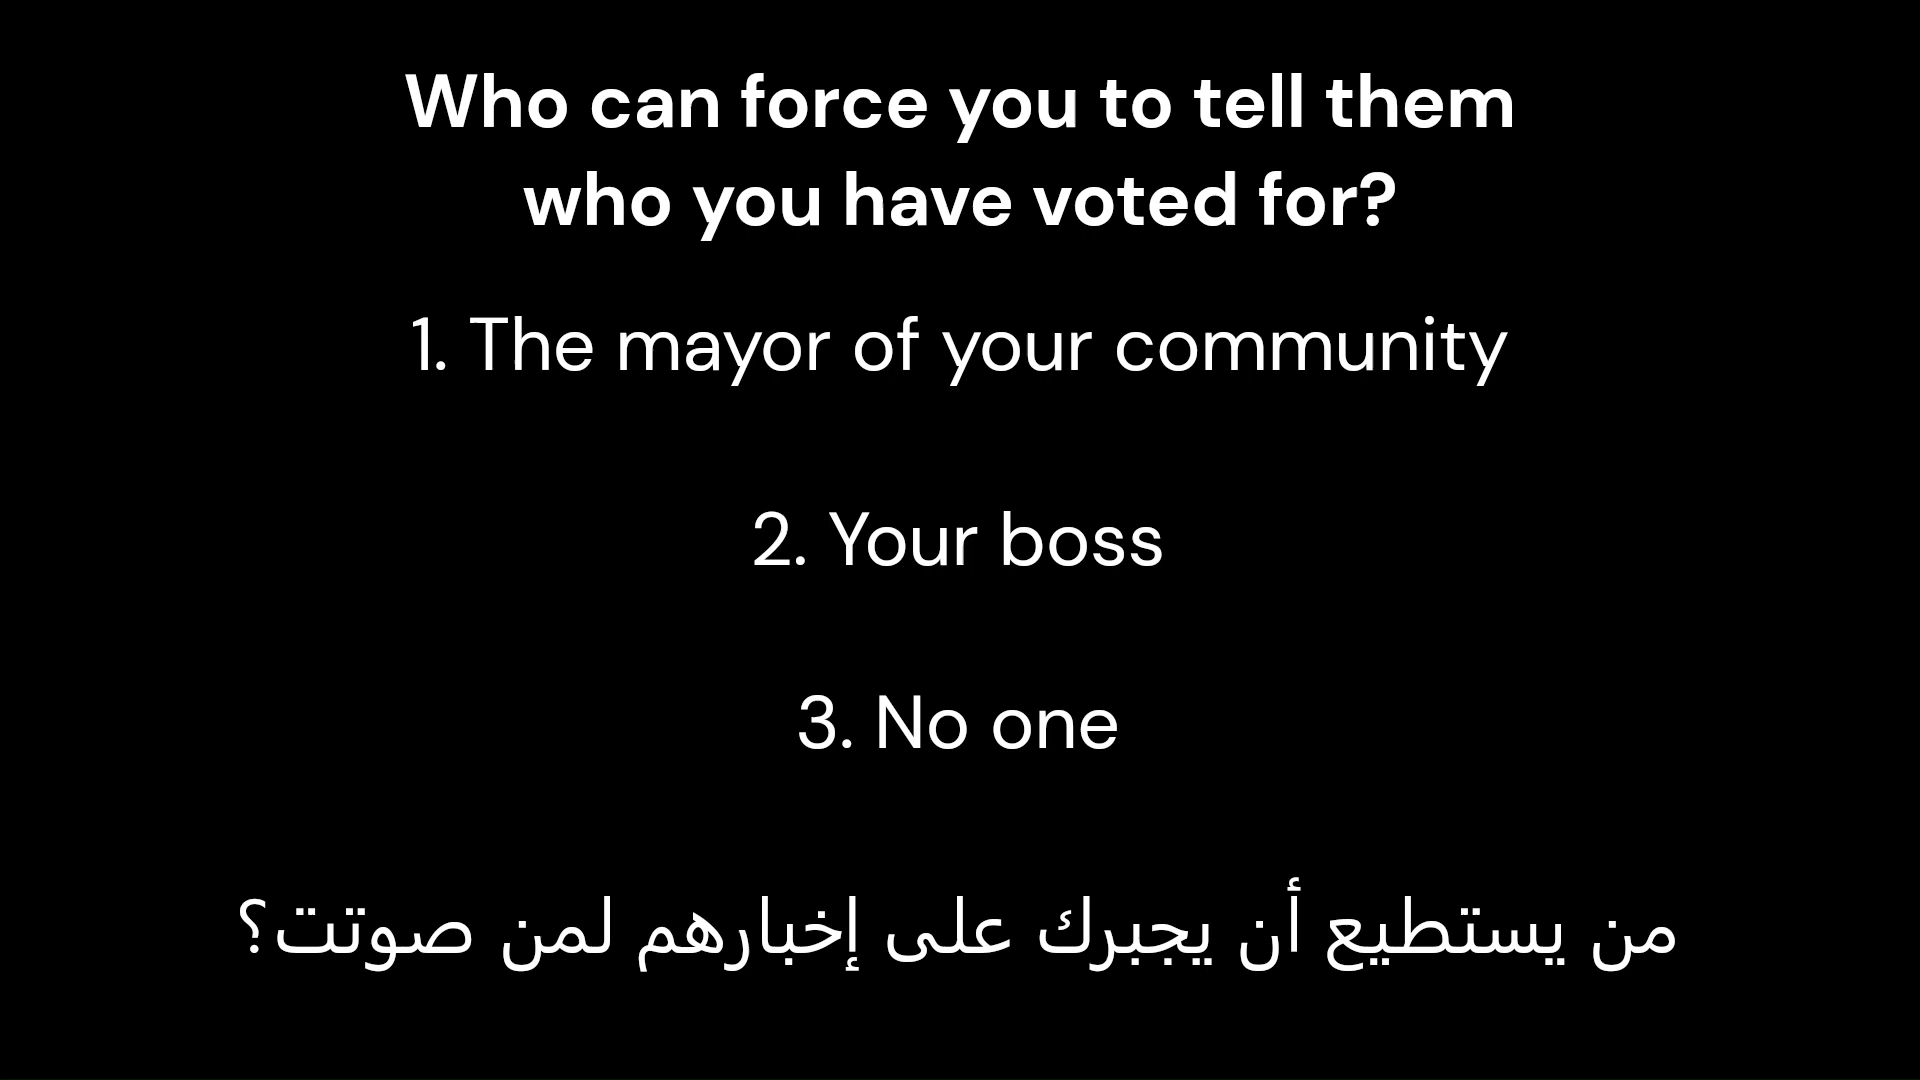 Who can force you to tell them
who you have voted for?
1. The mayor of your community
2. Your boss
3. No one
من يستطيع أن يجبرك على إخبارهم لمن صوتت؟